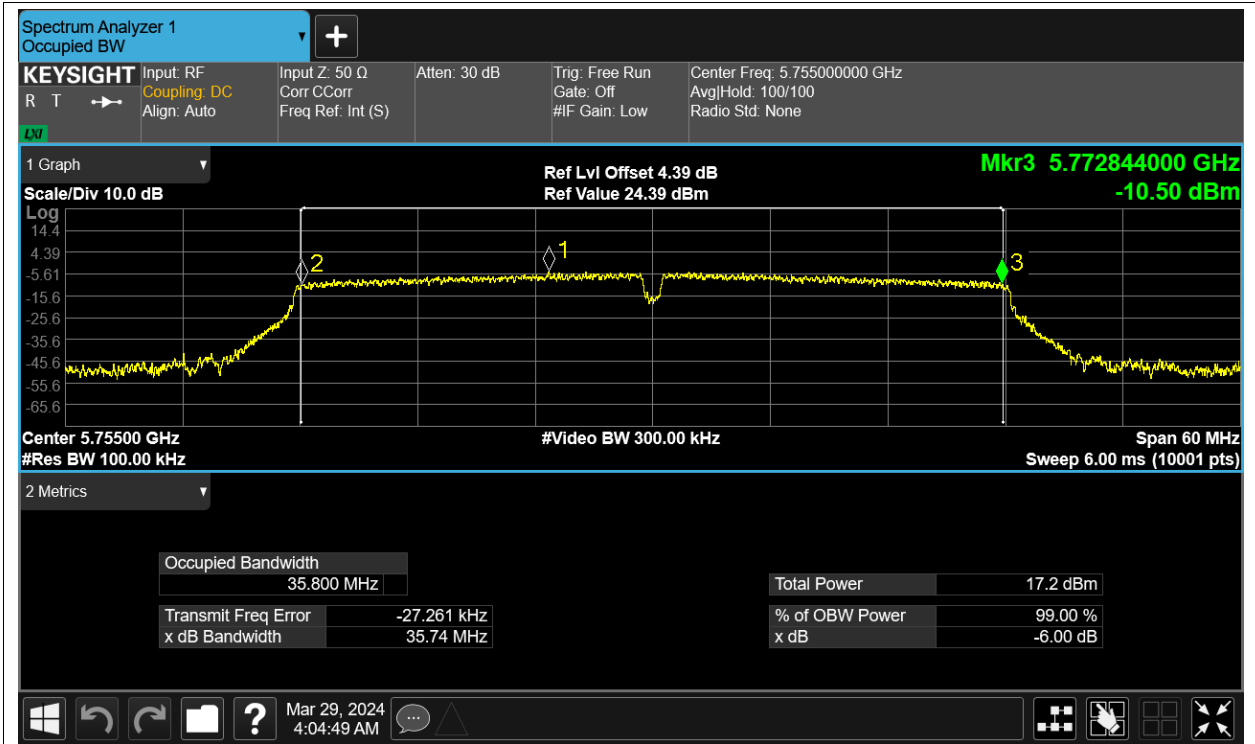 Spectrum Analyzer 1
Occupied BW
+
KEYSIGHT
R T
LXI
Input: RF
Coupling: DC
Align: Auto
Input Z: 50 Ω
Corr CCorr
Freq Ref: Int (S)
Atten: 30 dB
Trig: Free Run
Gate: Off
#IF Gain: Low
Center Freq: 5.755000000 GHz
Avg|Hold: 100/100
Radio Std: None
1 Graph
Scale/Div 10.0 dB
Ref Lvl Offset 4.39 dB
Ref Value 24.39 dBm
Mkr3 5.772844000 GHz
-10.50 dBm
Log
14.4
4.39
-5.61
-15.6
-25.6
-35.6
-45.6
-55.6
-65.6
2
1
3
Center 5.75500 GHz
#Res BW 100.00 kHz
#Video BW 300.00 kHz
Span 60 MHz
Sweep 6.00 ms (10001 pts)
2 Metrics
Occupied Bandwidth
35.800 MHz
Transmit Freq Error -27.261 kHz
x dB Bandwidth 35.74 MHz
Total Power 17.2 dBm
% of OBW Power 99.00 %
x dB -6.00 dB
?
Mar 29, 2024
4:04:49 AM